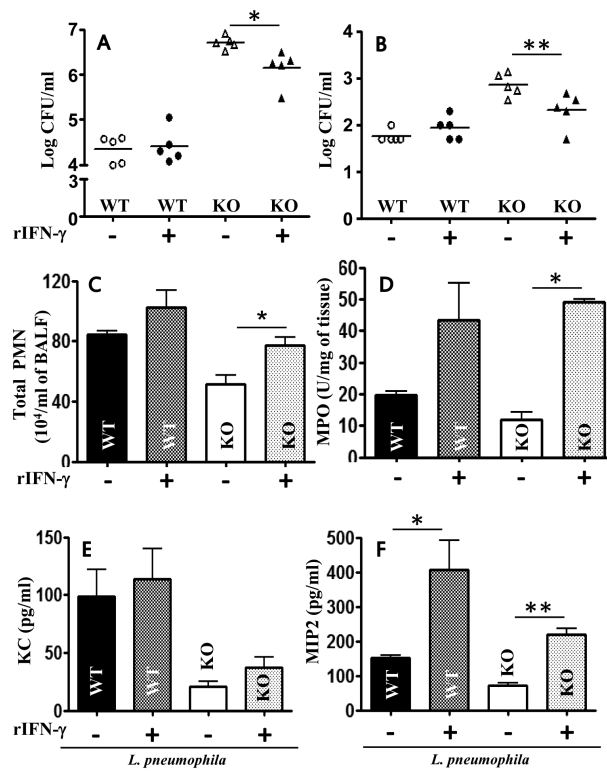 A
*
7
6
5
4
3
0
Log CFU/ml
WT WT KO KO
rIFN-γ - + - +
B
**
4
3
2
1
0
Log CFU/ml
WT WT KO KO
- + - +
C
*
120
80
40
0
Total PMN
(10⁴/ml of BALF)
WT WT KO KO
rIFN-γ - + - +
D
*
60
50
40
30
20
10
0
MPO (U/mg of tissue)
WT WT KO KO
- + - +
E
150
100
50
0
KC (pg/ml)
WT WT KO KO
rIFN-γ - + - +
L. pneumophila
F
*
**
500
400
300
200
100
0
MIP2 (pg/ml)
WT WT KO KO
- + - +
L. pneumophila